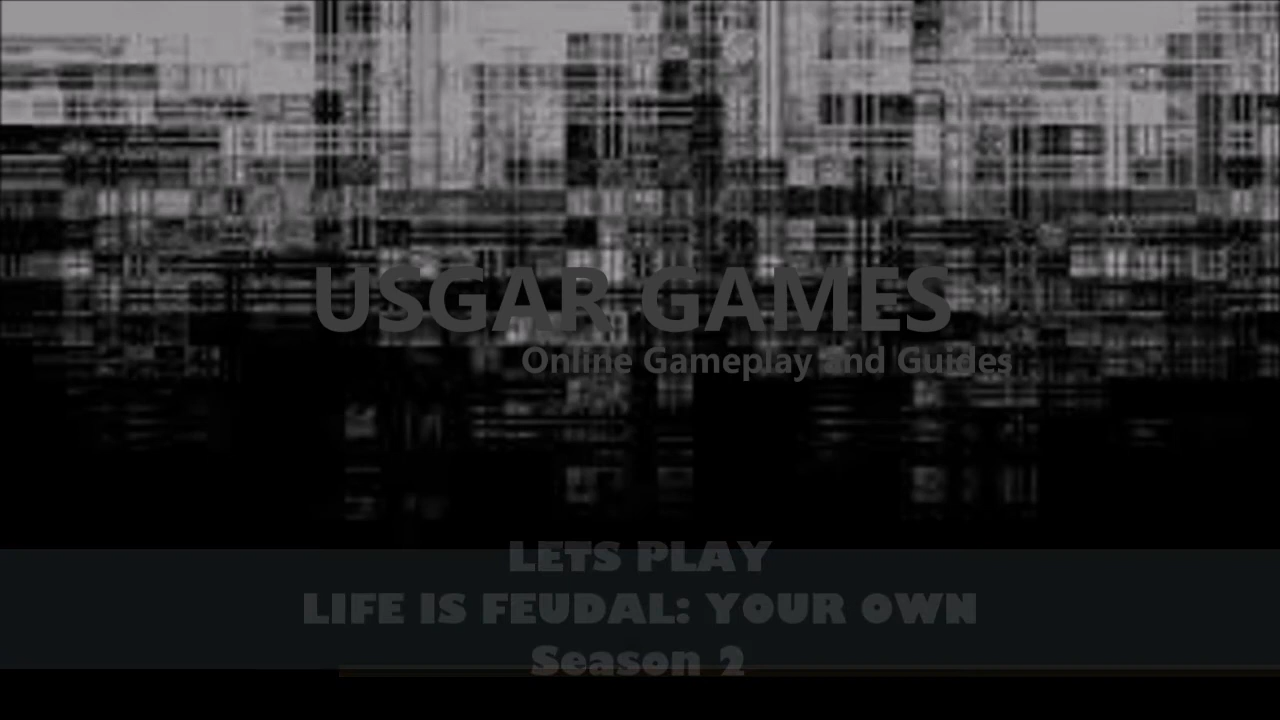 USGAR GAMES
Online Gameplay and Guides
LETS PLAY
LIFE IS FEUDAL: YOUR OWN
Season 2